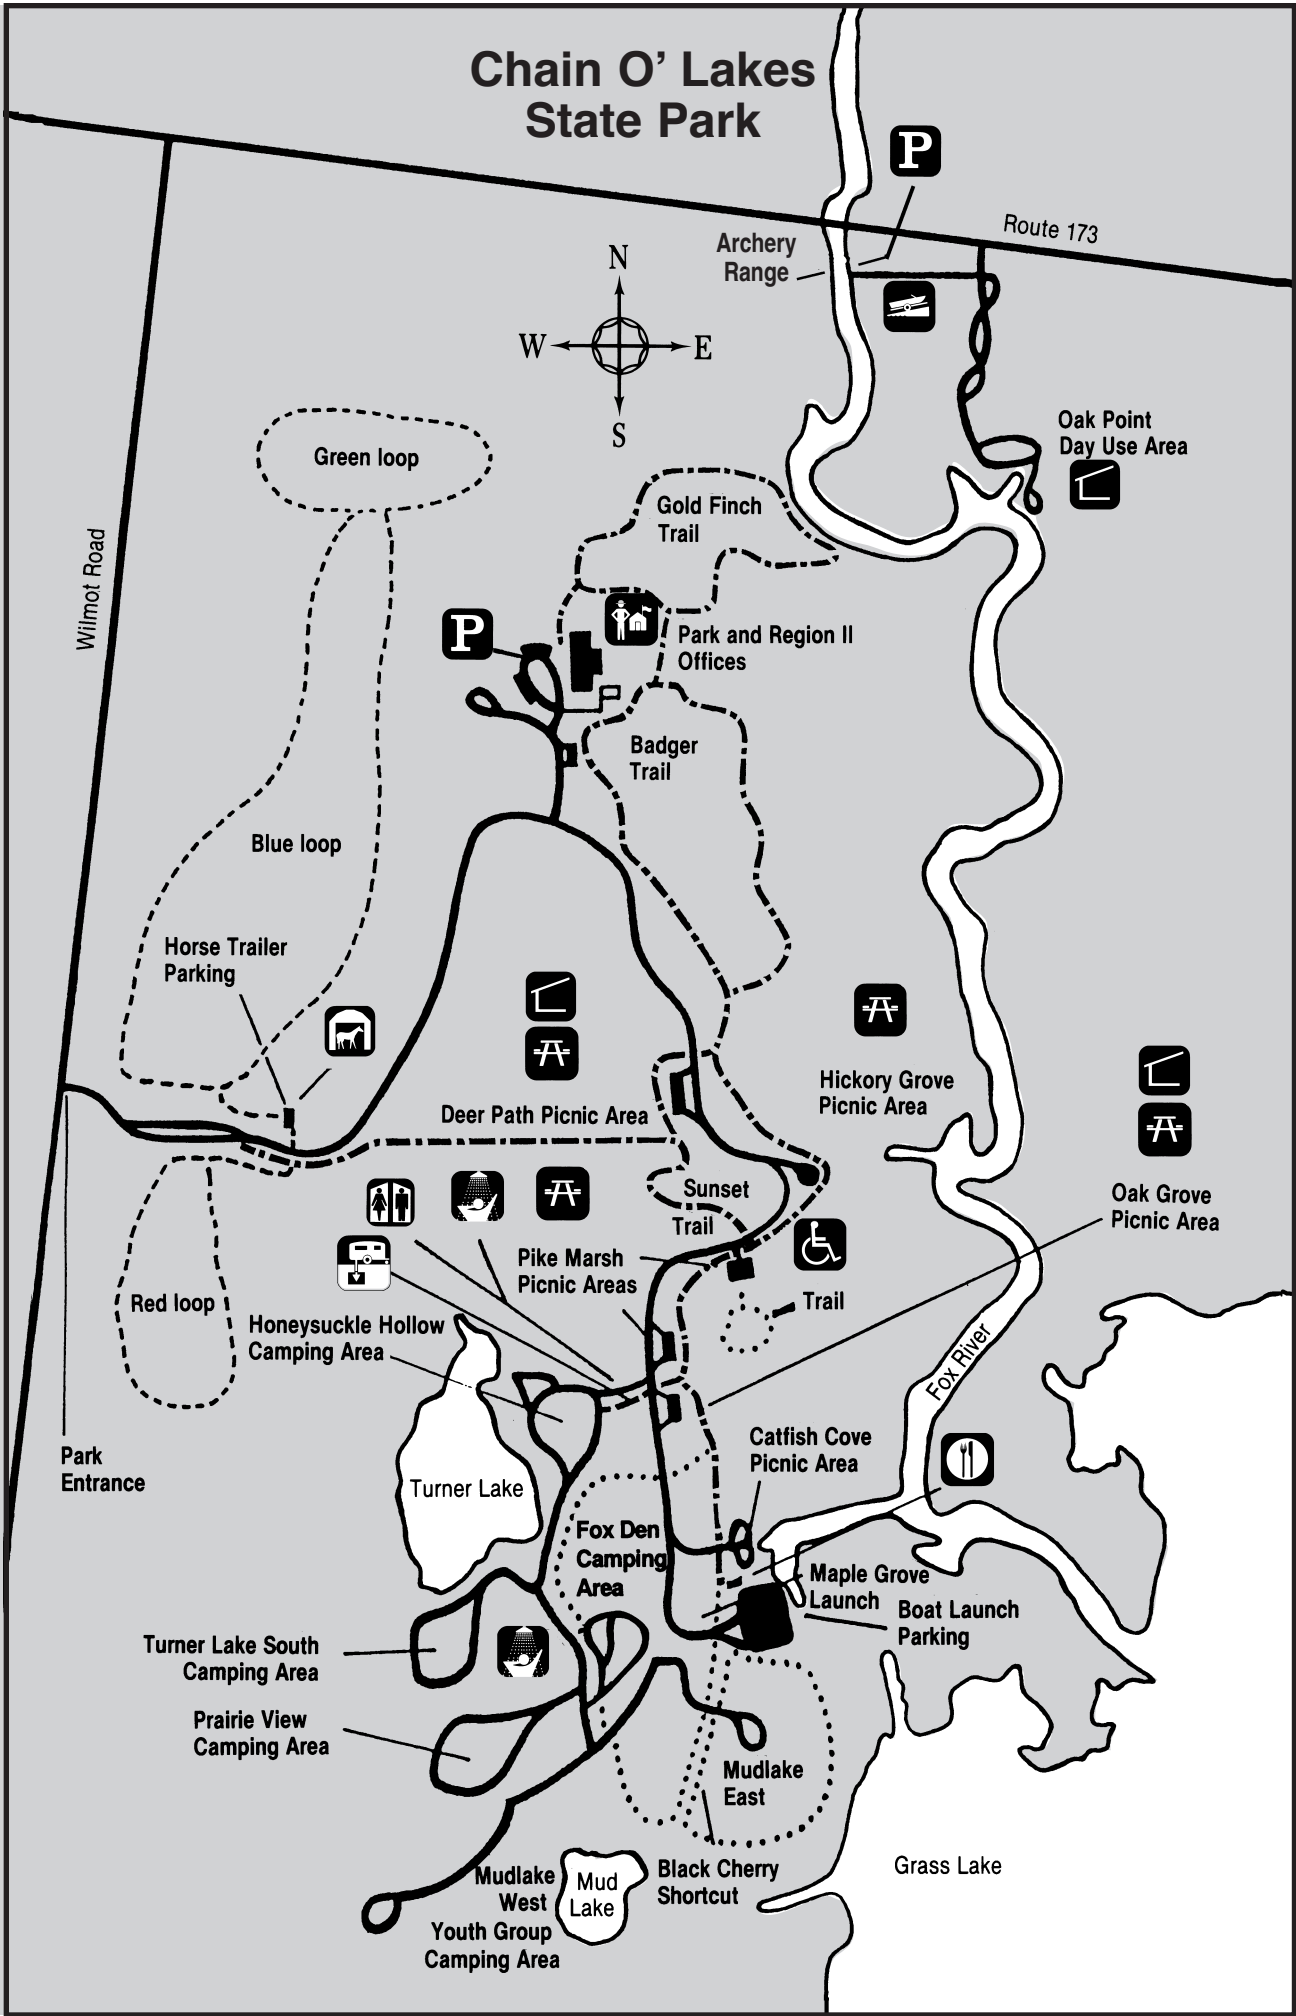 Chain O’ Lakes
State Park
P
Route 173
Archery
Range
N
W
E
S
Oak Point
Day Use Area
Green loop
Gold Finch
Trail
Wilmot Road
P
Park and Region II
Offices
Badger
Trail
Blue loop
Horse Trailer
Parking
Hickory Grove
Picnic Area
Deer Path Picnic Area
Sunset
Trail
Oak Grove
Picnic Area
Pike Marsh
Picnic Areas
Red loop
Trail
Honeysuckle Hollow
Camping Area
Fox River
Park
Entrance
Catfish Cove
Picnic Area
Turner Lake
Fox Den
Camping
Area
Maple Grove
Launch
Boat Launch
Parking
Turner Lake South
Camping Area
Prairie View
Camping Area
Mudlake
East
Black Cherry
Shortcut
Grass Lake
Mudlake
West
Youth Group
Camping Area
Mud
Lake